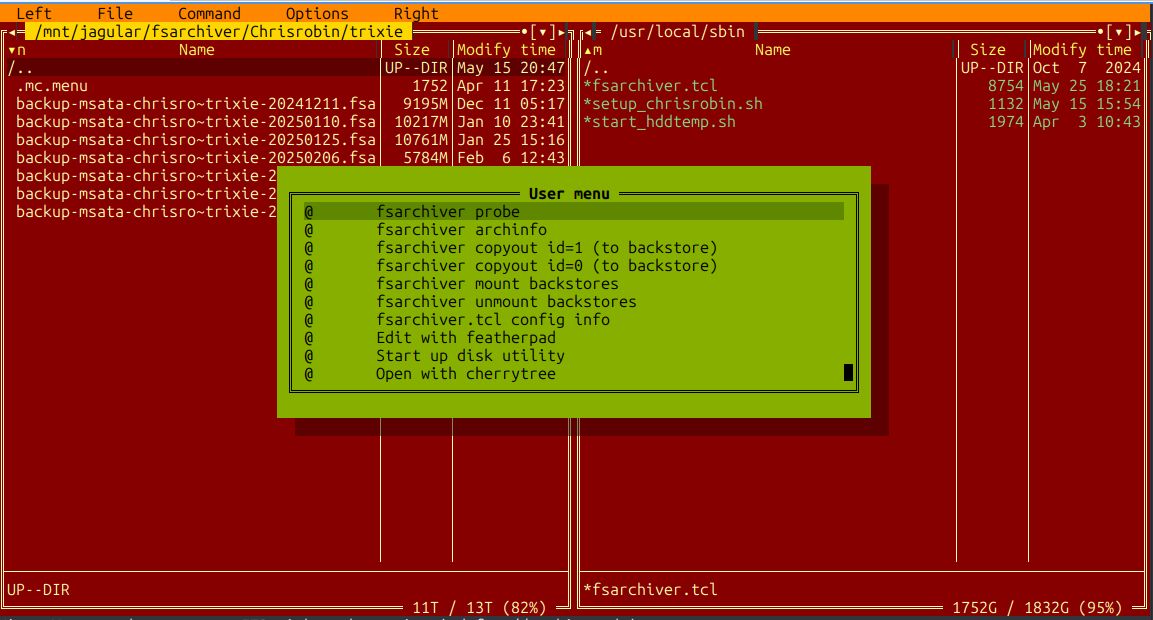 Left File Command Options Right
/mnt/jagular/fsarchiver/Chrisrobin/trixie •[▾]▸ ◂ /usr/local/sbin •[▾]▸
▾n Name Size Modify time ▴m Name Size Modify time
/.. UP--DIR May 15 20:47 /.. UP--DIR Oct 7 2024
.mc.menu 1752 Apr 11 17:23 *fsarchiver.tcl 8754 May 25 18:21
backup-msata-chrisro~trixie-20241211.fsa 9195M Dec 11 05:17 *setup_chrisrobin.sh 1132 May 15 15:54
backup-msata-chrisro~trixie-20250110.fsa 10217M Jan 10 23:41 *start_hddtemp.sh 1974 Apr 3 10:43
backup-msata-chrisro~trixie-20250125.fsa 10761M Jan 25 15:16
backup-msata-chrisro~trixie-20250206.fsa 5784M Feb 6 12:43
backup-msata-chrisro~trixie-2
backup-msata-chrisro~trixie-2
backup-msata-chrisro~trixie-2
User menu
@ fsarchiver probe
@ fsarchiver archinfo
@ fsarchiver copyout id=1 (to backstore)
@ fsarchiver copyout id=0 (to backstore)
@ fsarchiver mount backstores
@ fsarchiver unmount backstores
@ fsarchiver.tcl config info
@ Edit with featherpad
@ Start up disk utility
@ Open with cherrytree
UP--DIR *fsarchiver.tcl
11T / 13T (82%) 1752G / 1832G (95%)